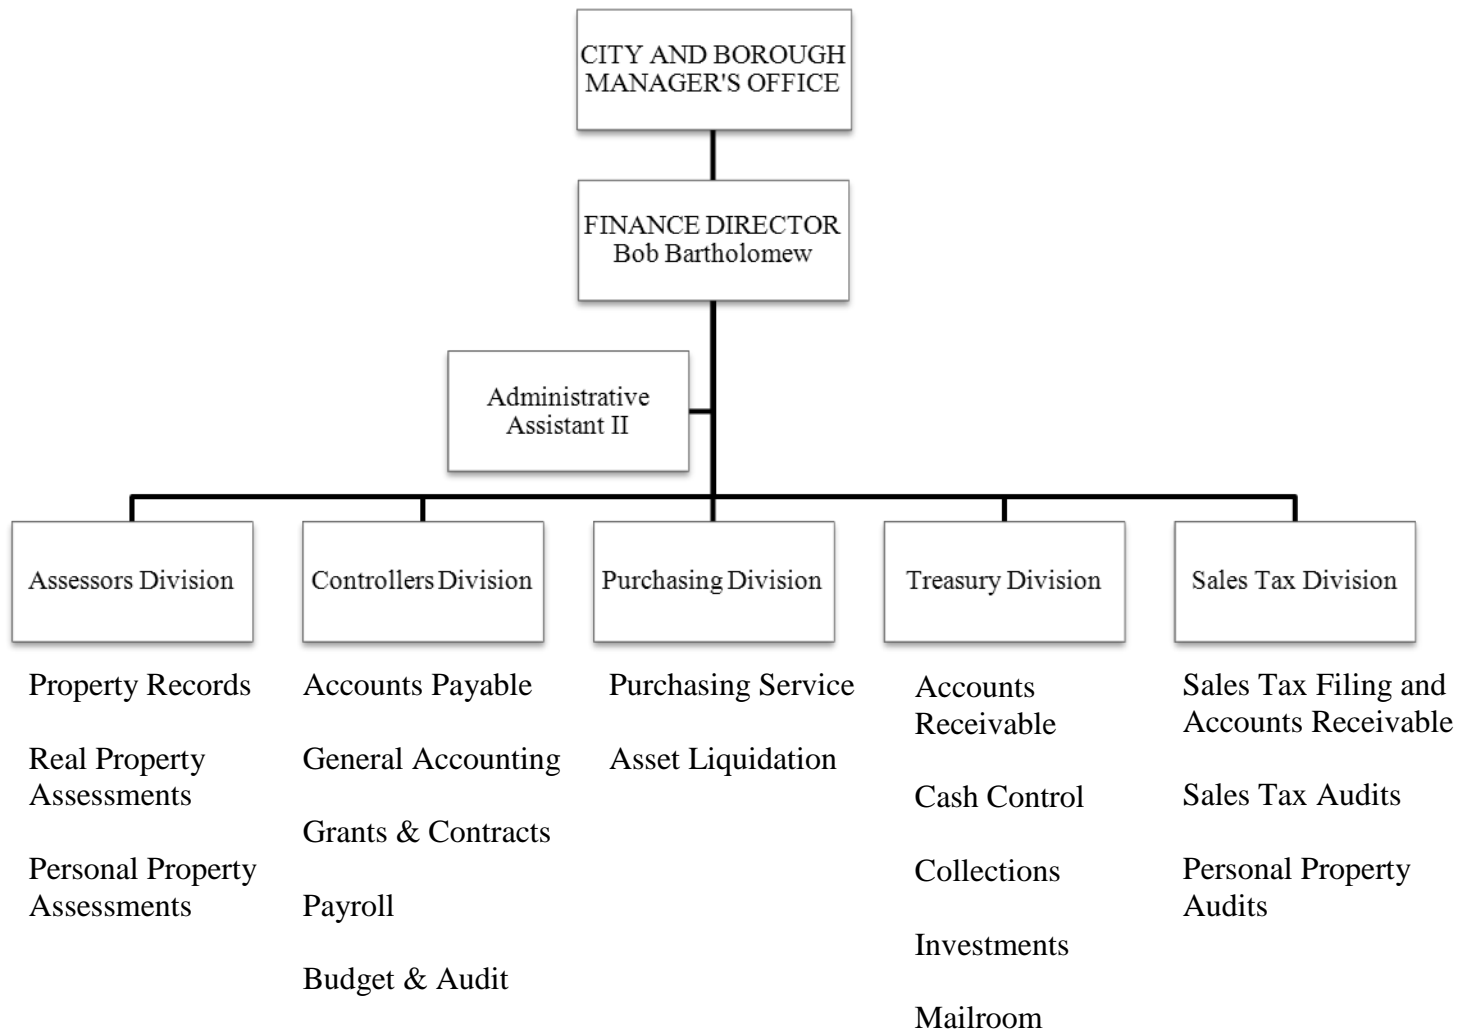 CITY AND BOROUGH
MANAGER'S OFFICE
FINANCE DIRECTOR
Bob Bartholomew
Administrative
Assistant II
Assessors Division
Controllers Division
Purchasing Division
Treasury Division
Sales Tax Division
Property Records
Real Property
Assessments
Personal Property
Assessments
Accounts Payable
General Accounting
Grants & Contracts
Payroll
Budget & Audit
Purchasing Service
Asset Liquidation
Accounts
Receivable
Cash Control
Collections
Investments
Mailroom
Sales Tax Filing and
Accounts Receivable
Sales Tax Audits
Personal Property
Audits